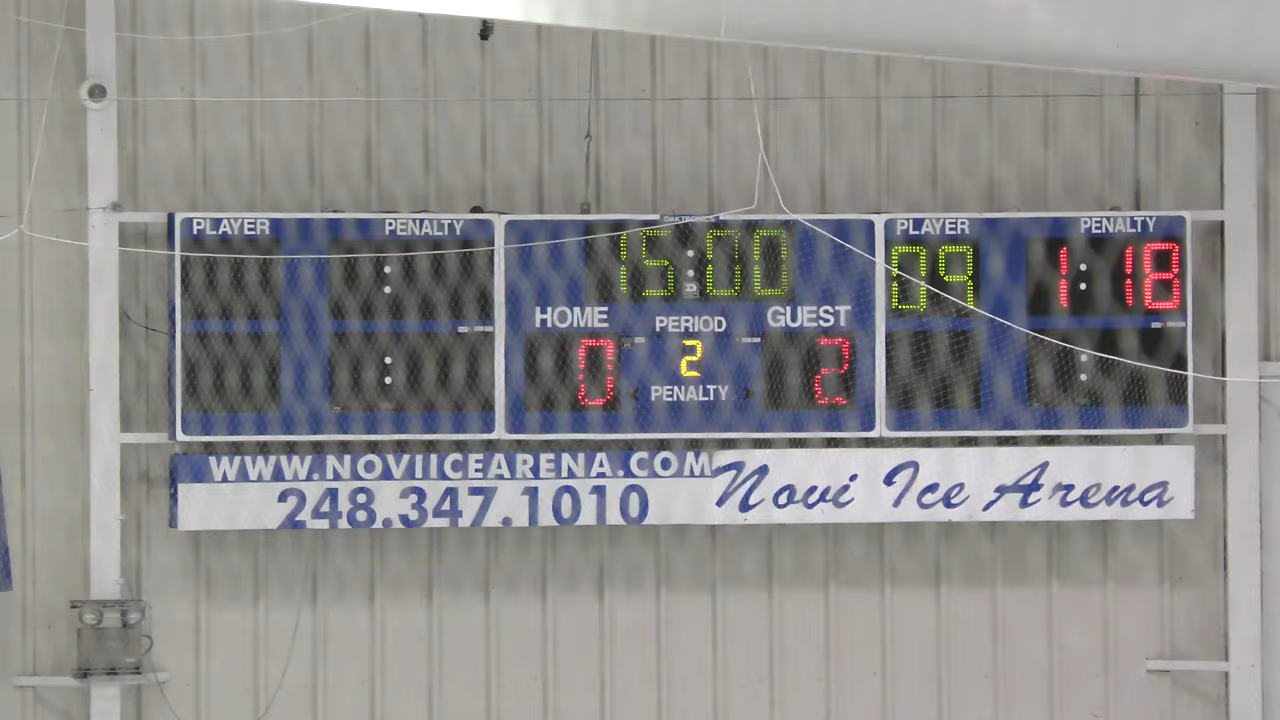 DAKTRONICS
PLAYER PENALTY
15:00
PLAYER PENALTY
09 1:18
HOME PERIOD GUEST
0 2 2
PENALTY
WWW.NOVIICEARENA.COM
248.347.1010
Novi Ice Arena